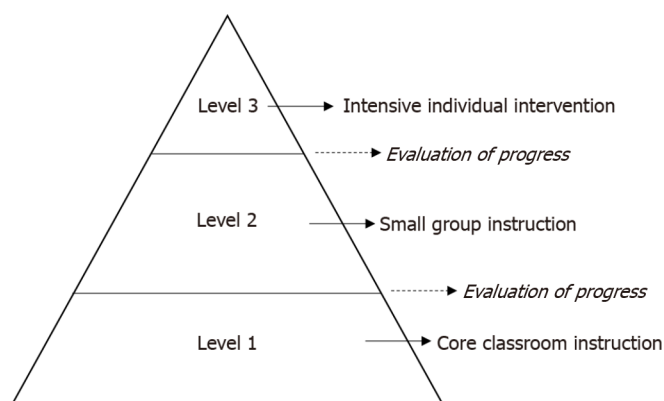 Level 3 Intensive individual intervention
Evaluation of progress
Level 2 Small group instruction
Evaluation of progress
Level 1 Core classroom instruction